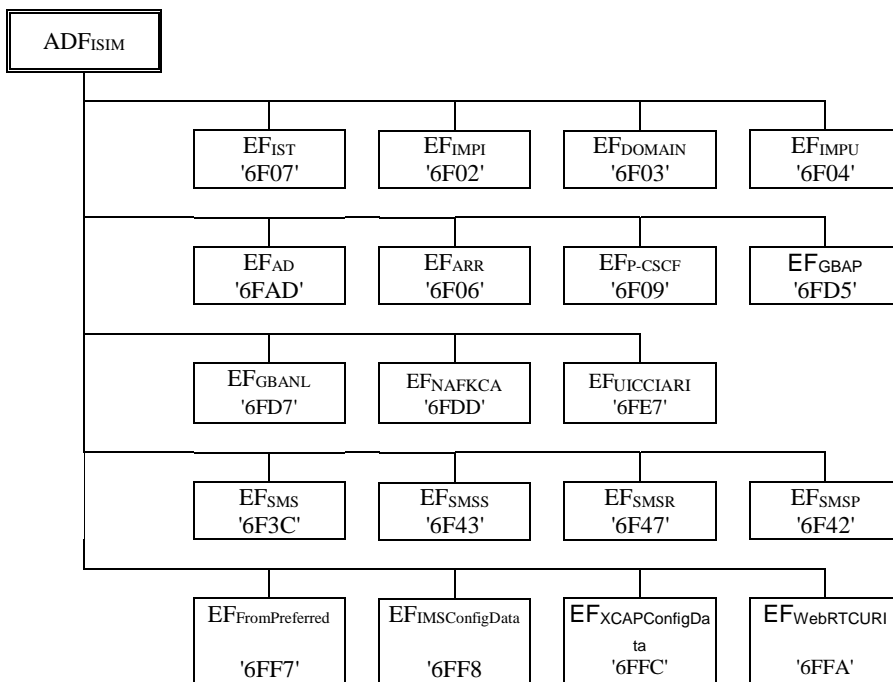 ADFISIM
EFIST EFIMPI EFDOMAIN EFIMPU
'6F07' '6F02' '6F03' '6F04'
EFAD EFARR EFP-CSCF EFGBAP
'6FAD' '6F06' '6F09' '6FD5'
EFGBANL EFNAFKCA EFUICCIARI
'6FD7' '6FDD' '6FE7'
EFSMS EFSMSS EFSMSR EFSMSP
'6F3C' '6F43' '6F47' '6F42'
EFFromPreferred EFIMSConfigData EFXCAPConfigDa EFWebRTCURI
ta
'6FF7' '6FF8 '6FFC' '6FFA'